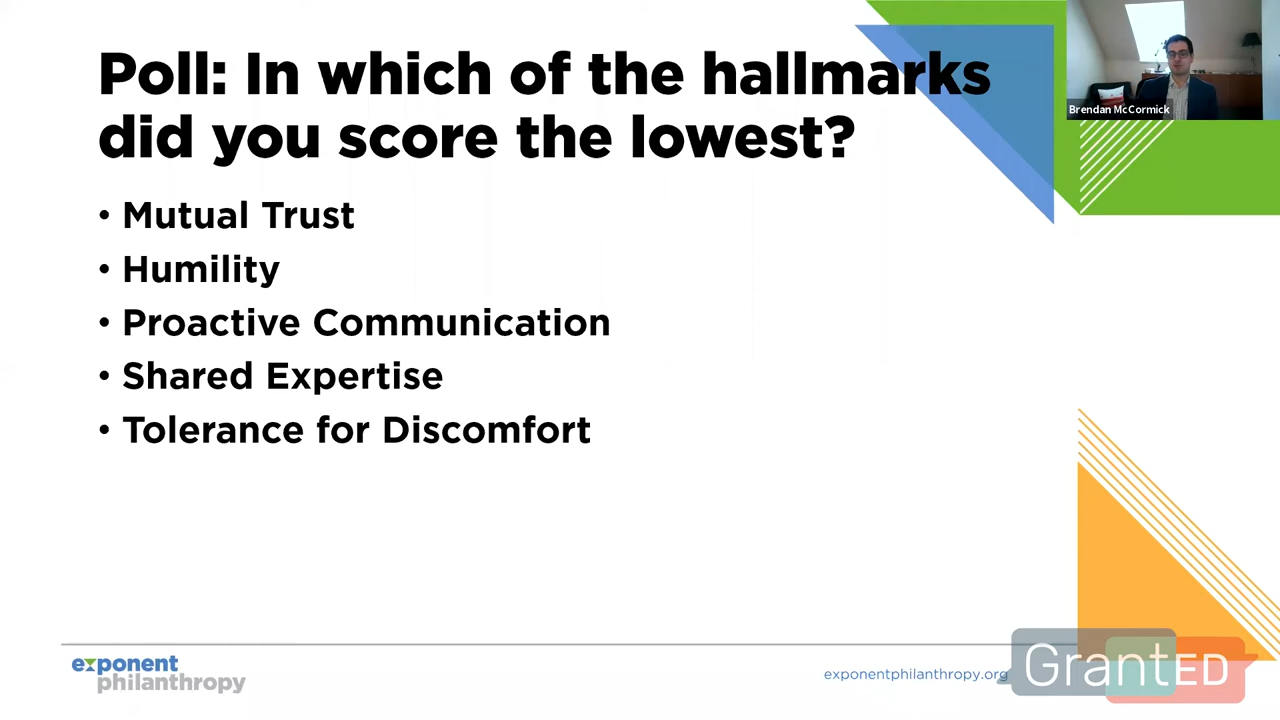 Poll: In which of the hallmarks
did you score the lowest?
Brendan McCormick
• Mutual Trust
• Humility
• Proactive Communication
• Shared Expertise
• Tolerance for Discomfort
exponent
philanthropy
exponentphilanthropy.org
GrantED